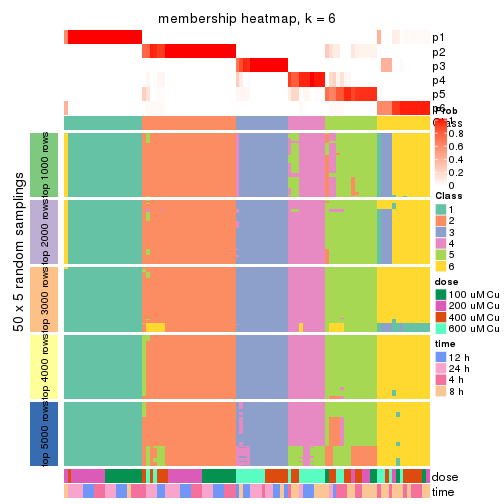 membership heatmap, k = 6
p1
p2
p3
p4
p5
p6
Class
Prob
0.8
0.6
0.4
0.2
0
Class
1
2
3
4
5
6
dose
100 uM Cu
200 uM Cu
400 uM Cu
600 uM Cu
time
12 h
24 h
4 h
8 h
50 x 5 random samplings
top 1000 rows
top 2000 rows
top 3000 rows
top 4000 rows
top 5000 rows
dose
time